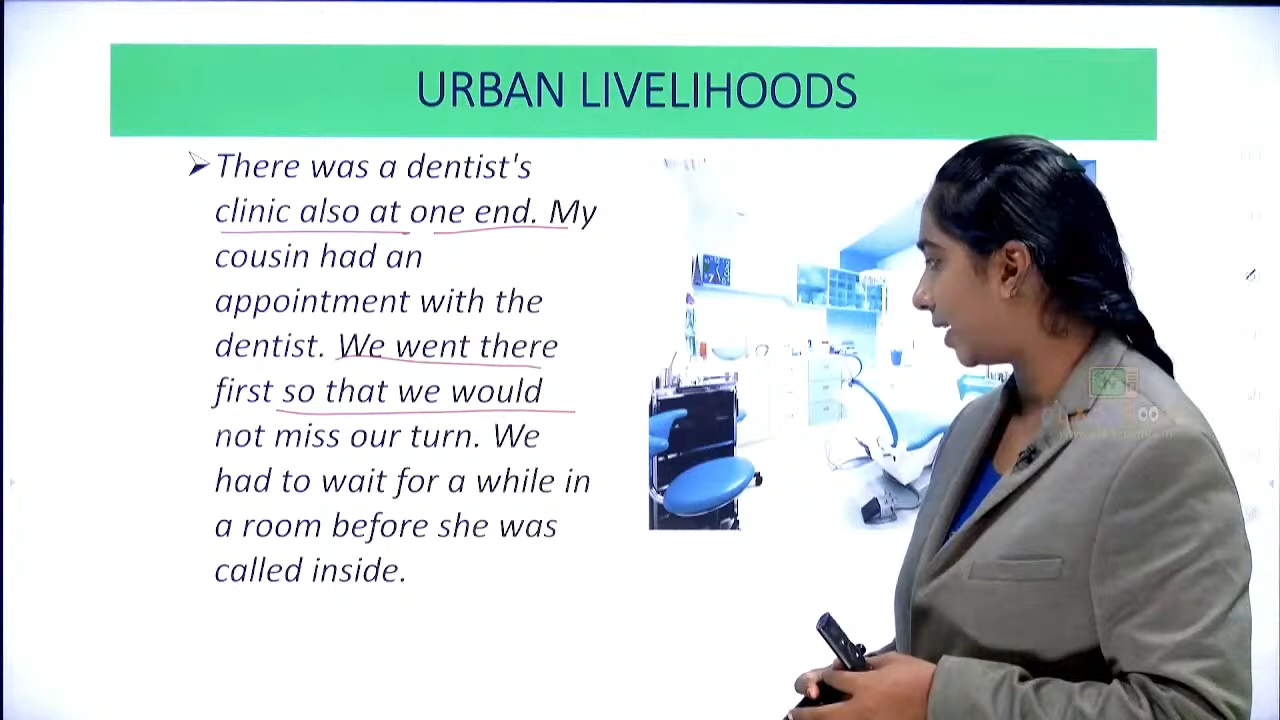 URBAN LIVELIHOODS
There was a dentist's
clinic also at one end. My
cousin had an
appointment with the
dentist. We went there
first so that we would
not miss our turn. We
had to wait for a while in
a room before she was
called inside.